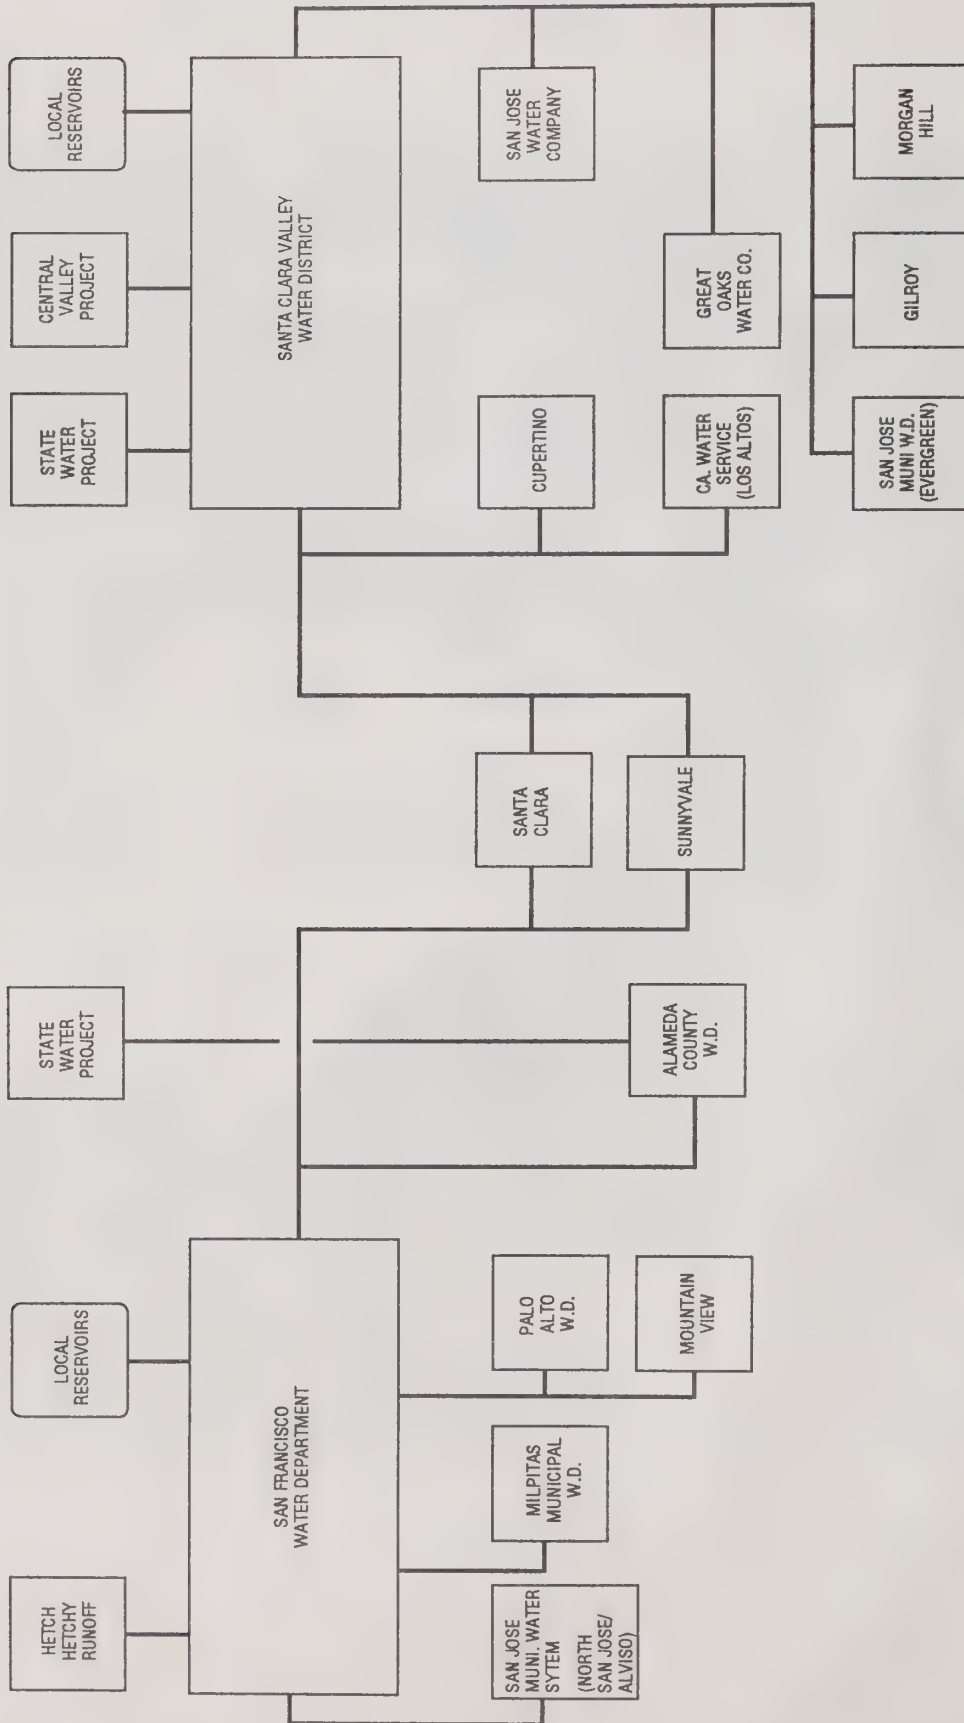 HETCH
HETCHY
RUNOFF
LOCAL
RESERVOIRS
STATE
WATER
PROJECT
STATE
WATER
PROJECT
CENTRAL
VALLEY
PROJECT
LOCAL
RESERVOIRS
SAN FRANCISCO
WATER DEPARTMENT
SANTA CLARA VALLEY
WATER DISTRICT
SAN JOSE
MUNI. WATER
SYTEM
(NORTH
SAN JOSE/
ALVISO)
MILPITAS
MUNICIPAL
W.D.
PALO
ALTO
W.D.
SANTA
CLARA
CUPERTINO
SAN JOSE
WATER
COMPANY
MOUNTAIN
VIEW
ALAMEDA
COUNTY
W.D.
SUNNYVALE
CA. WATER
SERVICE
(LOS ALTOS)
GREAT
OAKS
WATER CO.
SAN JOSE
MUNI W.D.
(EVERGREEN)
GILROY
MORGAN
HILL